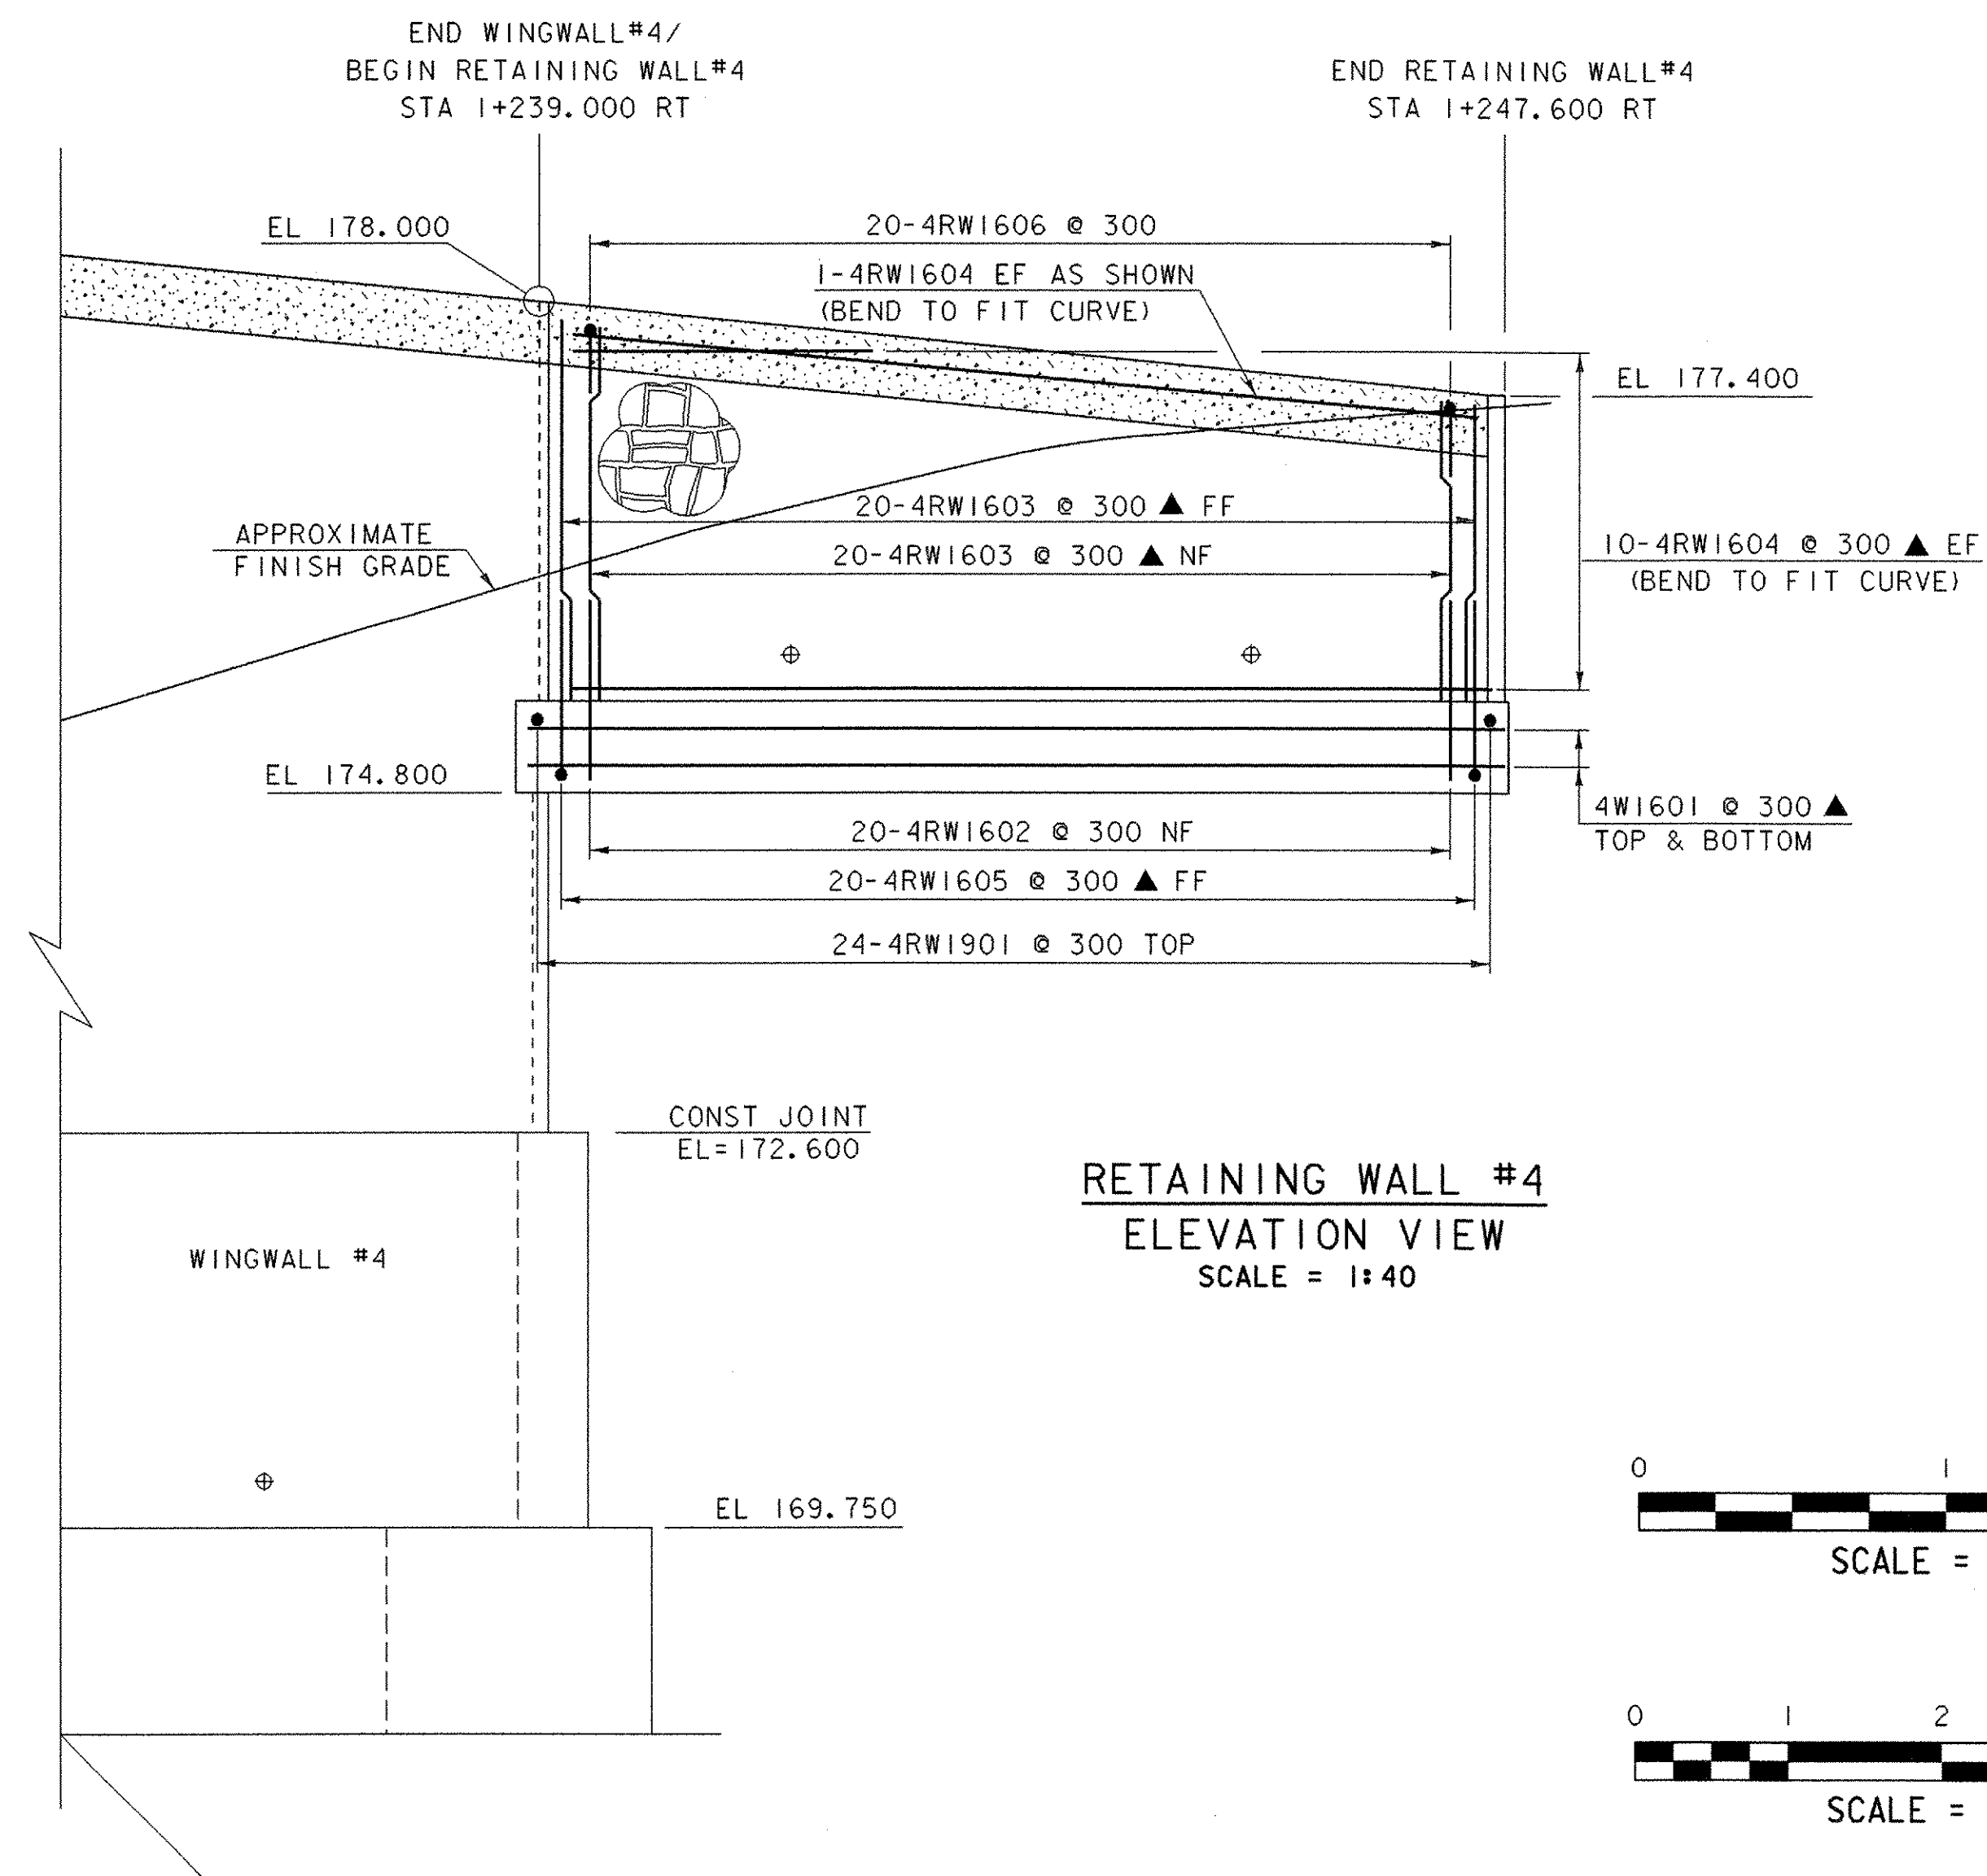 END WINGWALL#4/
BEGIN RETAINING WALL#4
STA 1+239.000 RT
END RETAINING WALL#4
STA 1+247.600 RT
EL 178.000
20-4RW1606 @ 300
1-4RW1604 EF AS SHOWN
(BEND TO FIT CURVE)
EL 177.400
20-4RW1603 @ 300 ▲ FF
APPROXIMATE
FINISH GRADE
20-4RW1603 @ 300 ▲ NF
10-4RW1604 @ 300 ▲ EF
(BEND TO FIT CURVE)
EL 174.800
4W1601 @ 300 ▲
TOP & BOTTOM
20-4RW1602 @ 300 NF
20-4RW1605 @ 300 ▲ FF
24-4RW1901 @ 300 TOP
CONST JOINT
EL=172.600
RETAINING WALL #4
ELEVATION VIEW
SCALE = 1:40
WINGWALL #4
EL 169.750
0 1
SCALE =
0 1 2
SCALE =